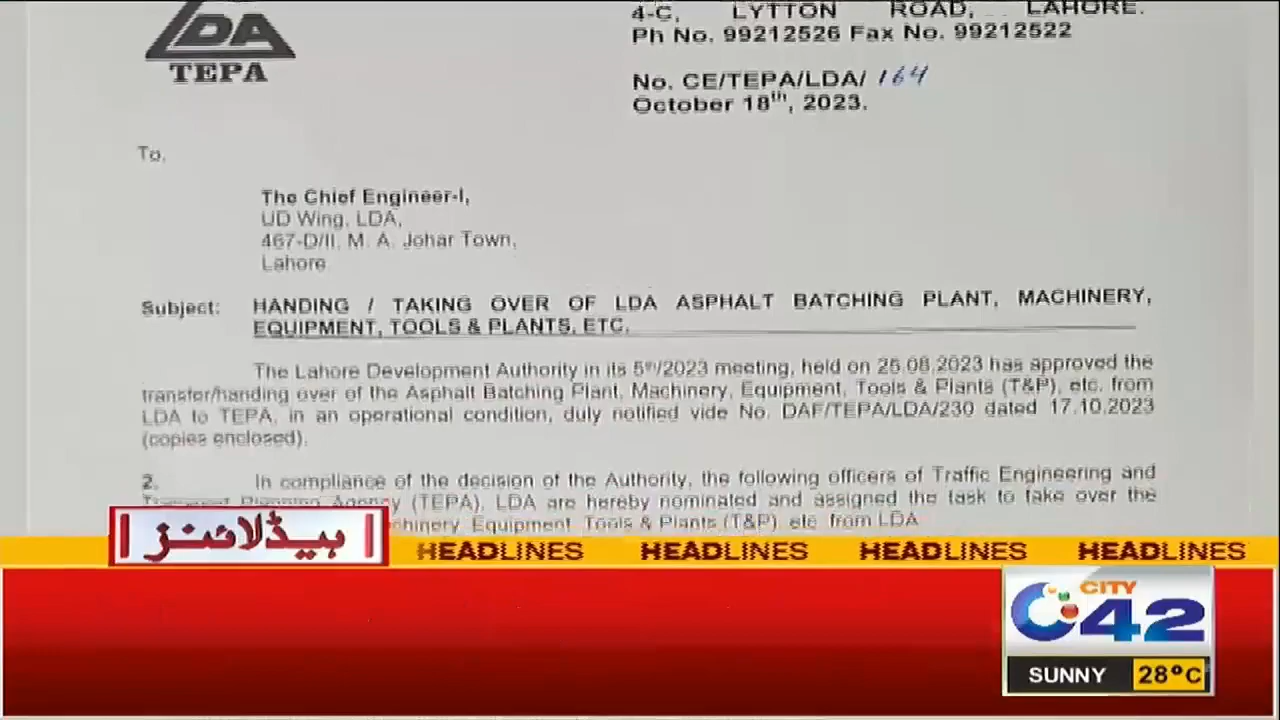 LDA
TEPA
4-C, LYTTON ROAD, LAHORE.
Ph No. 99212526 Fax No. 99212522
No. CE/TEPA/LDA/ 164
October 18th, 2023.
To,
The Chief Engineer-I,
UD Wing, LDA,
467-D/II, M. A. Johar Town,
Lahore
Subject: HANDING / TAKING OVER OF LDA ASPHALT BATCHING PLANT, MACHINERY,
EQUIPMENT, TOOLS & PLANTS, ETC.
The Lahore Development Authority in its 5th/2023 meeting, held on 25.08.2023 has approved the
transfer/handing over of the Asphalt Batching Plant, Machinery, Equipment, Tools & Plants (T&P), etc. from
LDA to TEPA, in an operational condition, duly notified vide No. DAF/TEPA/LDA/230 dated 17.10.2023
(copies enclosed).
2. In compliance of the decision of the Authority, the following officers of Traffic Engineering and
Transport Planning Agency (TEPA), LDA are hereby nominated and assigned the task to take over the
Equipment, Tools & Plants (T&P), etc. from LDA
ہیڈلائنز
HEADLINES HEADLINES HEADLINES HEADLINES
CITY
42
SUNNY 28°C